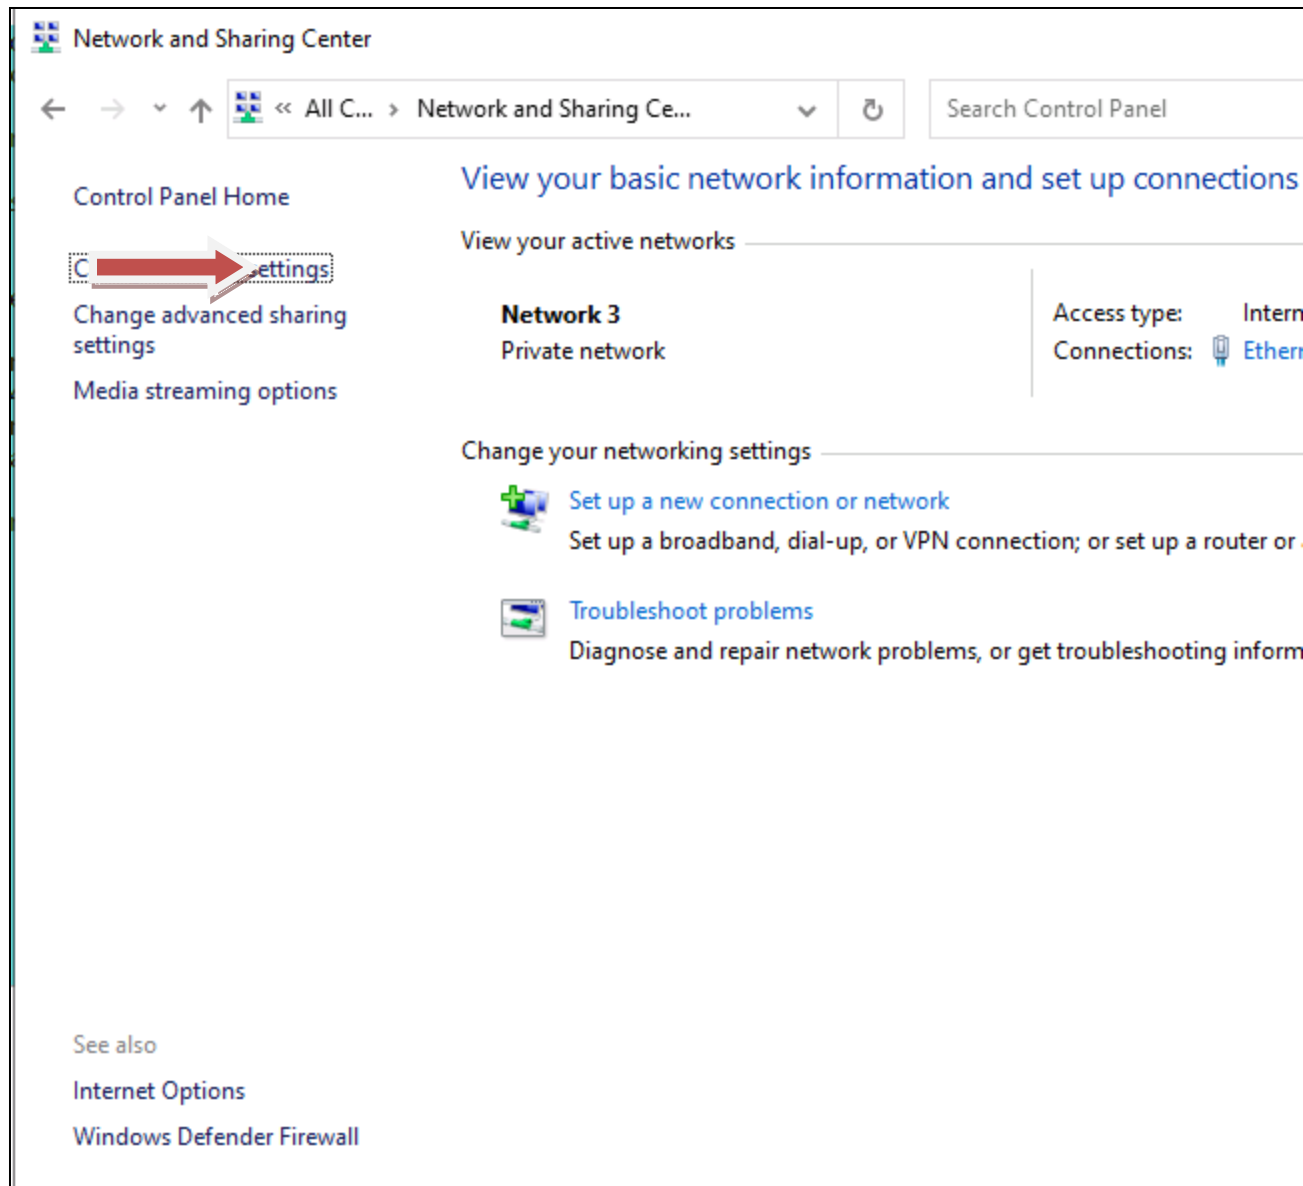 Network and Sharing Center
« All C... › Network and Sharing Ce...
Search Control Panel
Control Panel Home
settings
Change advanced sharing
settings
Media streaming options
View your basic network information and set up connections
View your active networks
Network 3
Private network
Access type:
Connections:
Change your networking settings
Set up a new connection or network
Set up a broadband, dial-up, or VPN connection; or set up a router or
Troubleshoot problems
Diagnose and repair network problems, or get troubleshooting
See also
Internet Options
Windows Defender Firewall